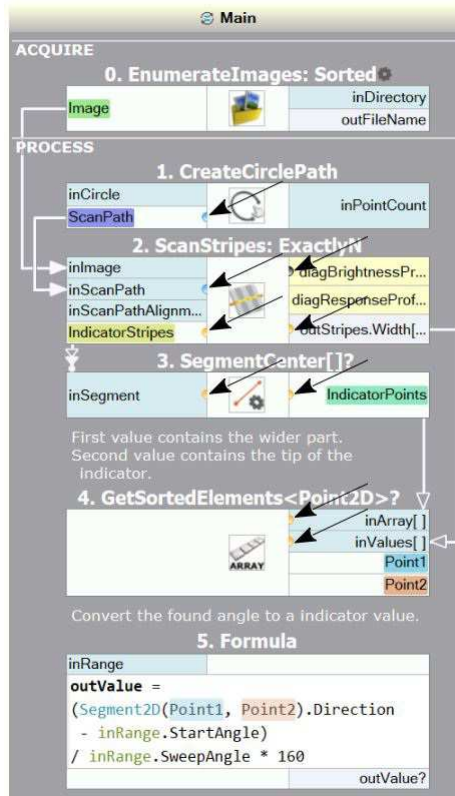 Main
ACQUIRE
0. EnumerateImages: Sorted
Image
inDirectory
outFileName
PROCESS
1. CreateCirclePath
inCircle
ScanPath
inPointCount
2. ScanStripes: ExactlyN
inImage
inScanPath
inScanPathAlignm...
IndicatorStripes
diagBrightnessPr...
diagResponseProf...
outStripes.Width[...
3. SegmentCenter[]?
inSegment
IndicatorPoints
First value contains the wider part.
Second value contains the tip of the
indicator.
4. GetSortedElements<Point2D>?
ARRAY
inArray[ ]
inValues[ ]
Point1
Point2
Convert the found angle to a indicator value.
5. Formula
inRange
outValue =
(Segment2D(Point1, Point2).Direction
- inRange.StartAngle)
/ inRange.SweepAngle * 160
outValue?